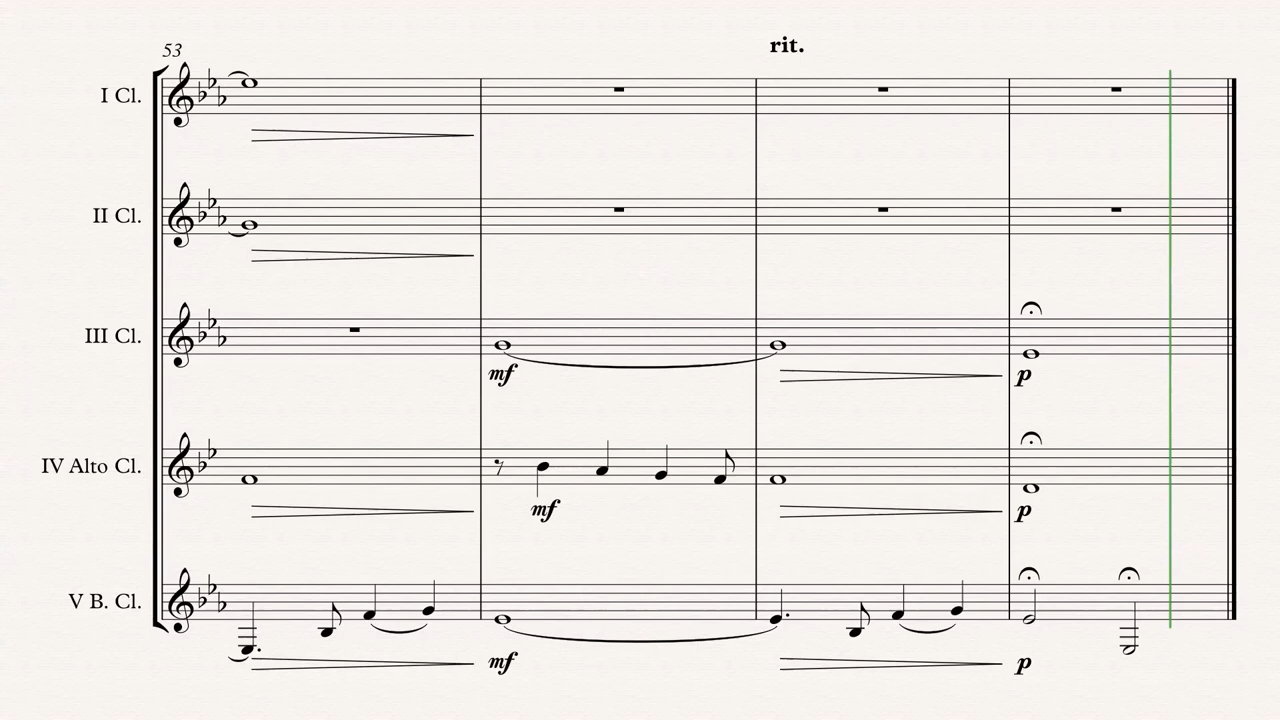 53
rit.
I Cl.
II Cl.
III Cl.
mf
p
IV Alto Cl.
mf
p
V B. Cl.
mf
p